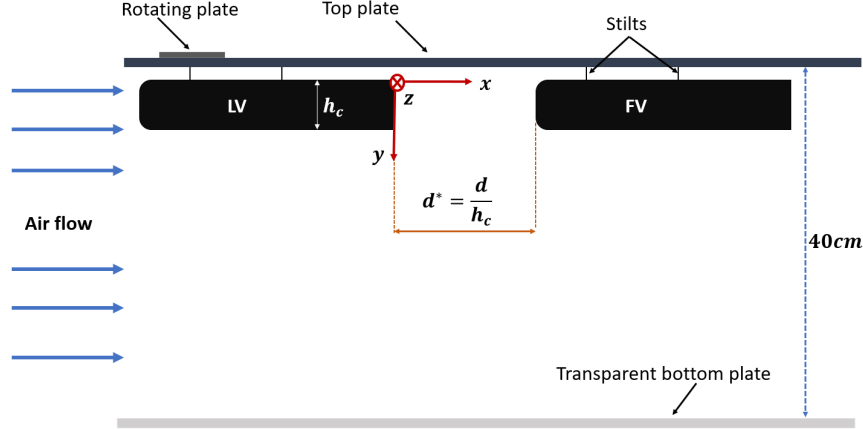 Rotating plate
Top plate
Stilts
LV
h_c
z
x
FV
y
d* = d/h_c
Air flow
40cm
Transparent bottom plate